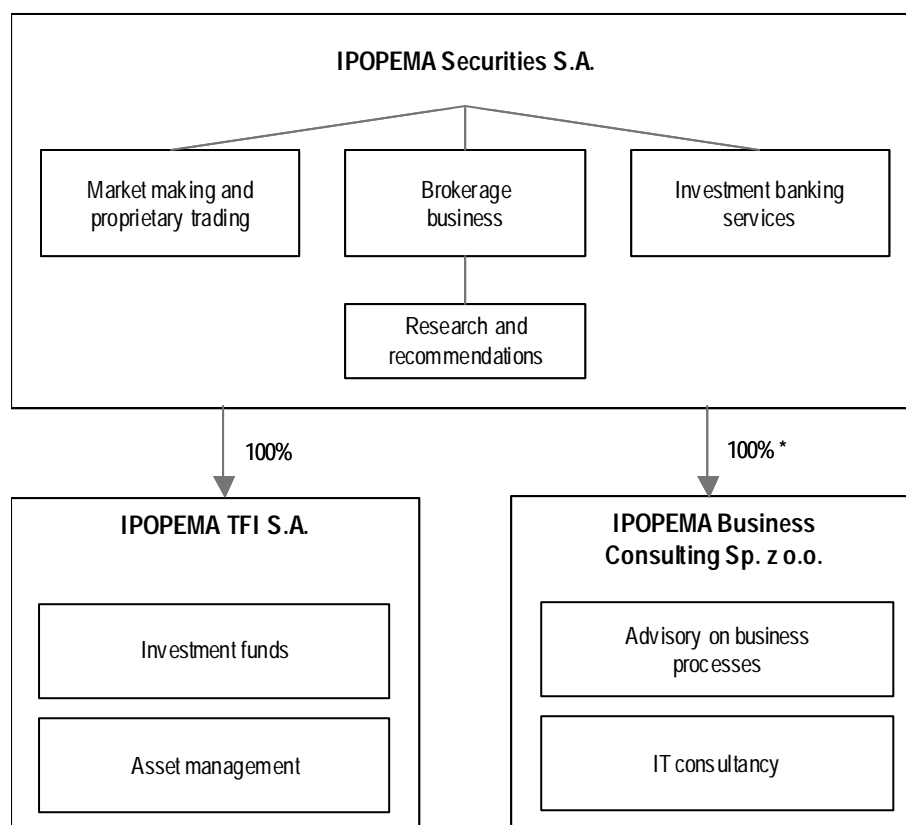 IPOPEMA Securities S.A.
Market making and
proprietary trading
Brokerage
business
Investment banking
services
Research and
recommendations
100%
100% *
IPOPEMA TFI S.A.
Investment funds
Asset management
IPOPEMA Business
Consulting Sp. z o.o.
Advisory on business
processes
IT consultancy